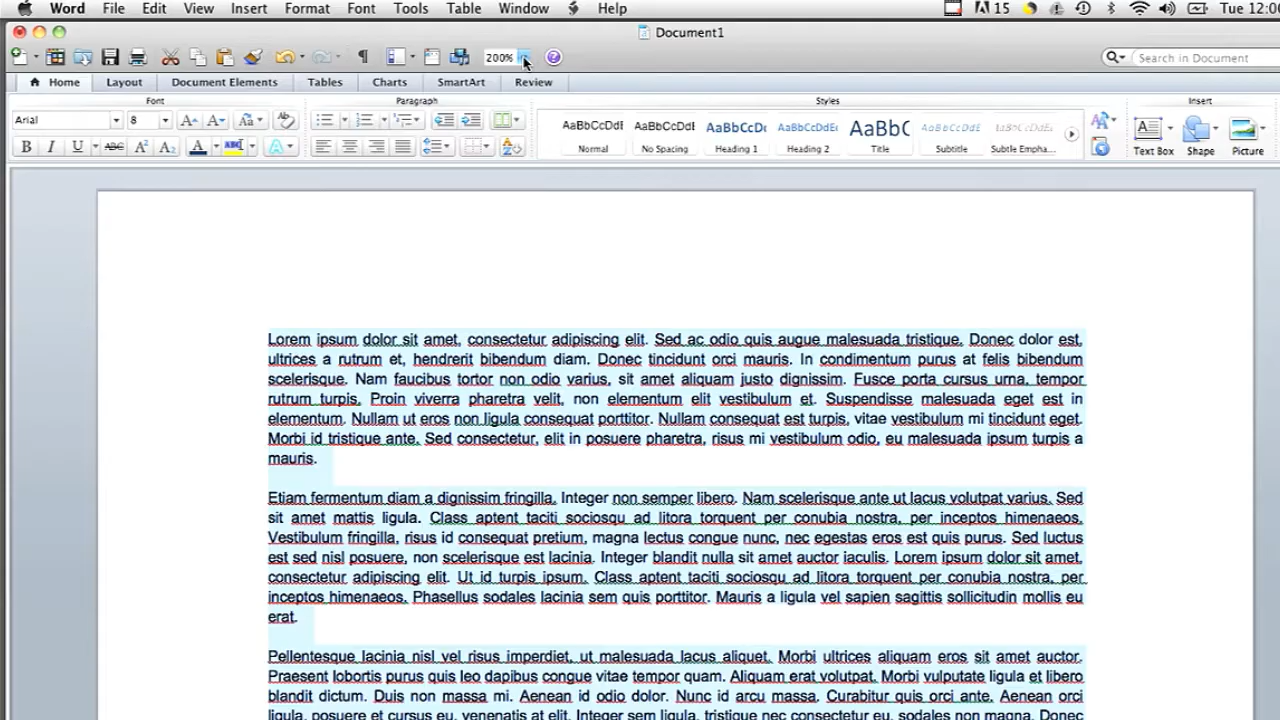 Word File Edit View Insert Format Font Tools Table Window Help 15 Tue 12:00
Document1
200% Search in Document
Home Layout Document Elements Tables Charts SmartArt Review
Font Paragraph Styles Insert
Arial 8 AaBbCcDdE AaBbCcDdE AaBbCcDc AaBbCcDdEe AaBbC AaBbCcDdEe AaBbCcDdEe
B I U ABC A² A₂ A ABC A Normal No Spacing Heading 1 Heading 2 Title Subtitle Subtle Empha... Text Box Shape Picture
Lorem ipsum dolor sit amet, consectetur adipiscing elit. Sed ac odio quis augue malesuada tristique. Donec dolor est,
ultrices a rutrum et, hendrerit bibendum diam. Donec tincidunt orci mauris. In condimentum purus at felis bibendum
scelerisque. Nam faucibus tortor non odio varius, sit amet aliquam justo dignissim. Fusce porta cursus urna, tempor
rutrum turpis. Proin viverra pharetra velit, non elementum elit vestibulum et. Suspendisse malesuada eget est in
elementum. Nullam ut eros non ligula consequat porttitor. Nullam consequat est turpis, vitae vestibulum mi tincidunt eget.
Morbi id tristique ante. Sed consectetur, elit in posuere pharetra, risus mi vestibulum odio, eu malesuada ipsum turpis a
mauris.
Etiam fermentum diam a dignissim fringilla. Integer non semper libero. Nam scelerisque ante ut lacus volutpat varius. Sed
sit amet mattis ligula. Class aptent taciti sociosqu ad litora torquent per conubia nostra, per inceptos himenaeos.
Vestibulum fringilla, risus id consequat pretium, magna lectus congue nunc, nec egestas eros est quis purus. Sed luctus
est sed nisl posuere, non scelerisque est lacinia. Integer blandit nulla sit amet auctor iaculis. Lorem ipsum dolor sit amet,
consectetur adipiscing elit. Ut id turpis ipsum. Class aptent taciti sociosqu ad litora torquent per conubia nostra, per
inceptos himenaeos. Phasellus sodales lacinia sem quis porttitor. Mauris a ligula vel sapien sagittis sollicitudin mollis eu
erat.
Pellentesque lacinia nisl vel risus imperdiet, ut malesuada lacus aliquet. Morbi ultrices aliquam eros sit amet auctor.
Praesent lobortis purus quis leo dapibus congue vitae tempor quam. Aliquam erat volutpat. Morbi vulputate ligula et libero
blandit dictum. Duis non massa mi. Aenean id odio dolor. Nunc id arcu massa. Curabitur quis orci ante. Aenean orci
ligula, posuere et cursus eu, venenatis at elit. Integer sem ligula, tristique nec consectetur eu, sodales non magna. Donec